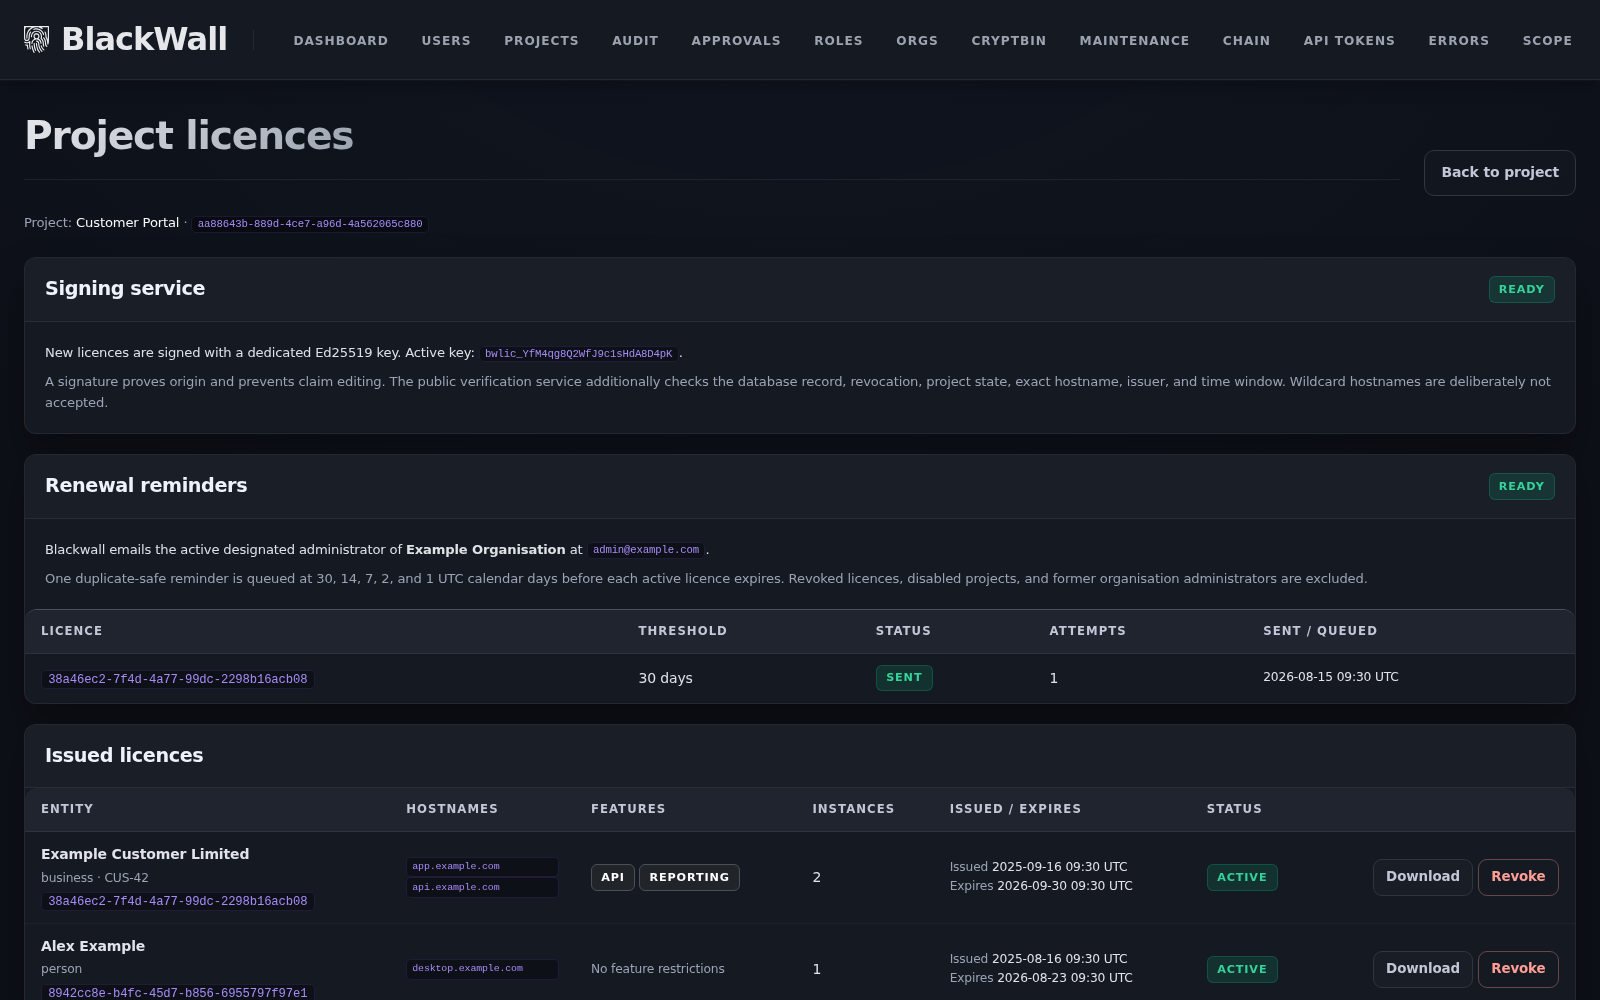 BlackWall
DASHBOARD USERS PROJECTS AUDIT APPROVALS ROLES ORGS CRYPTBIN MAINTENANCE CHAIN API TOKENS ERRORS SCOPE
Project licences
Back to project
Project: Customer Portal · aa88643b-889d-4ce7-a96d-4a562065c880
Signing service
READY
New licences are signed with a dedicated Ed25519 key. Active key: bwlic_YfM4qg8Q2WfJ9c1sHdA8D4pK.
A signature proves origin and prevents claim editing. The public verification service additionally checks the database record, revocation, project state, exact hostname, issuer, and time window. Wildcard hostnames are deliberately not
accepted.
Renewal reminders
READY
Blackwall emails the active designated administrator of Example Organisation at admin@example.com.
One duplicate-safe reminder is queued at 30, 14, 7, 2, and 1 UTC calendar days before each active licence expires. Revoked licences, disabled projects, and former organisation administrators are excluded.
LICENCE THRESHOLD STATUS ATTEMPTS SENT / QUEUED
38a46ec2-7f4d-4a77-99dc-2298b16acb08 30 days SENT 1 2026-08-15 09:30 UTC
Issued licences
ENTITY HOSTNAMES FEATURES INSTANCES ISSUED / EXPIRES STATUS
Example Customer Limited
business · CUS-42
38a46ec2-7f4d-4a77-99dc-2298b16acb08
app.example.com
api.example.com
API REPORTING
2
Issued 2025-09-16 09:30 UTC
Expires 2026-09-30 09:30 UTC
ACTIVE
Download Revoke
Alex Example
person
8942cc8e-b4fc-45d7-b856-6955797f97e1
desktop.example.com
No feature restrictions
1
Issued 2025-08-16 09:30 UTC
Expires 2026-08-23 09:30 UTC
ACTIVE
Download Revoke